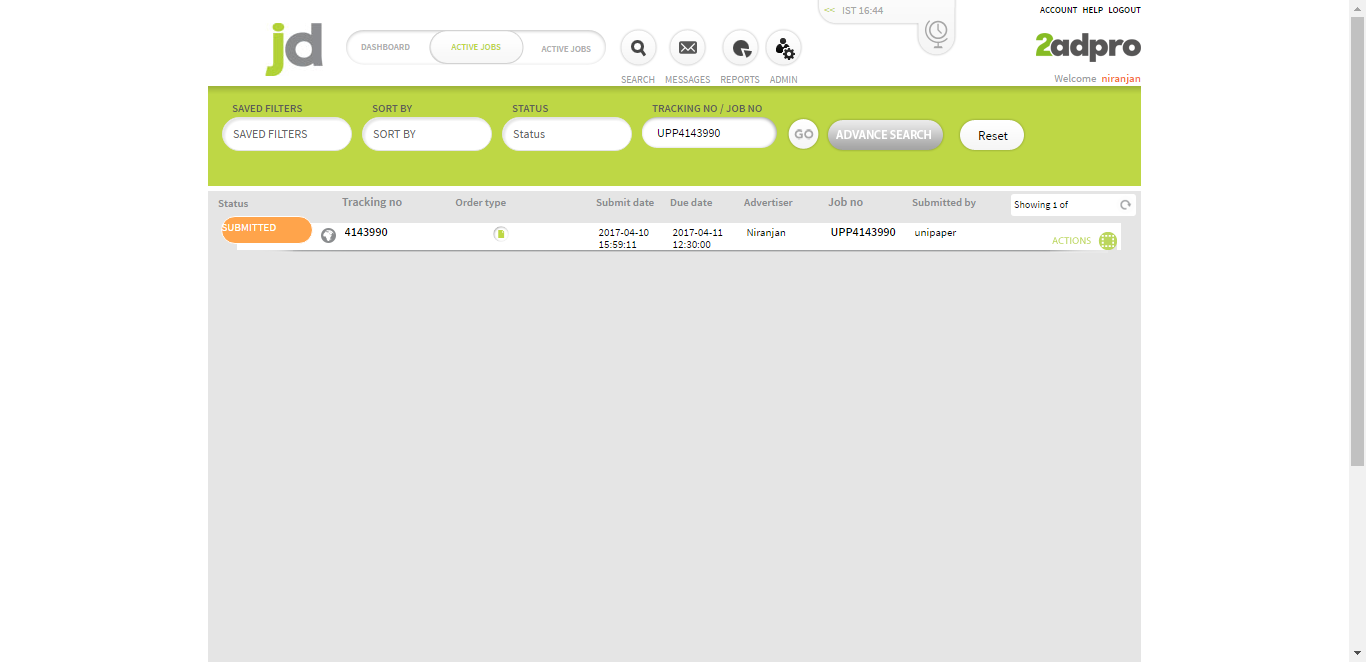 << IST 16:44
ACCOUNT HELP LOGOUT
jd
DASHBOARD
ACTIVE JOBS
ACTIVE JOBS
2adpro
SEARCH MESSAGES REPORTS ADMIN
Welcome niranjan
SAVED FILTERS SORT BY STATUS TRACKING NO / JOB NO
SAVED FILTERS SORT BY Status UPP4143990 GO ADVANCE SEARCH Reset
Status Tracking no Order type Submit date Due date Advertiser Job no Submitted by Showing 1 of
SUBMITTED 4143990 2017-04-10 2017-04-11 Niranjan UPP4143990 unipaper
15:59:11 12:30:00
ACTIONS